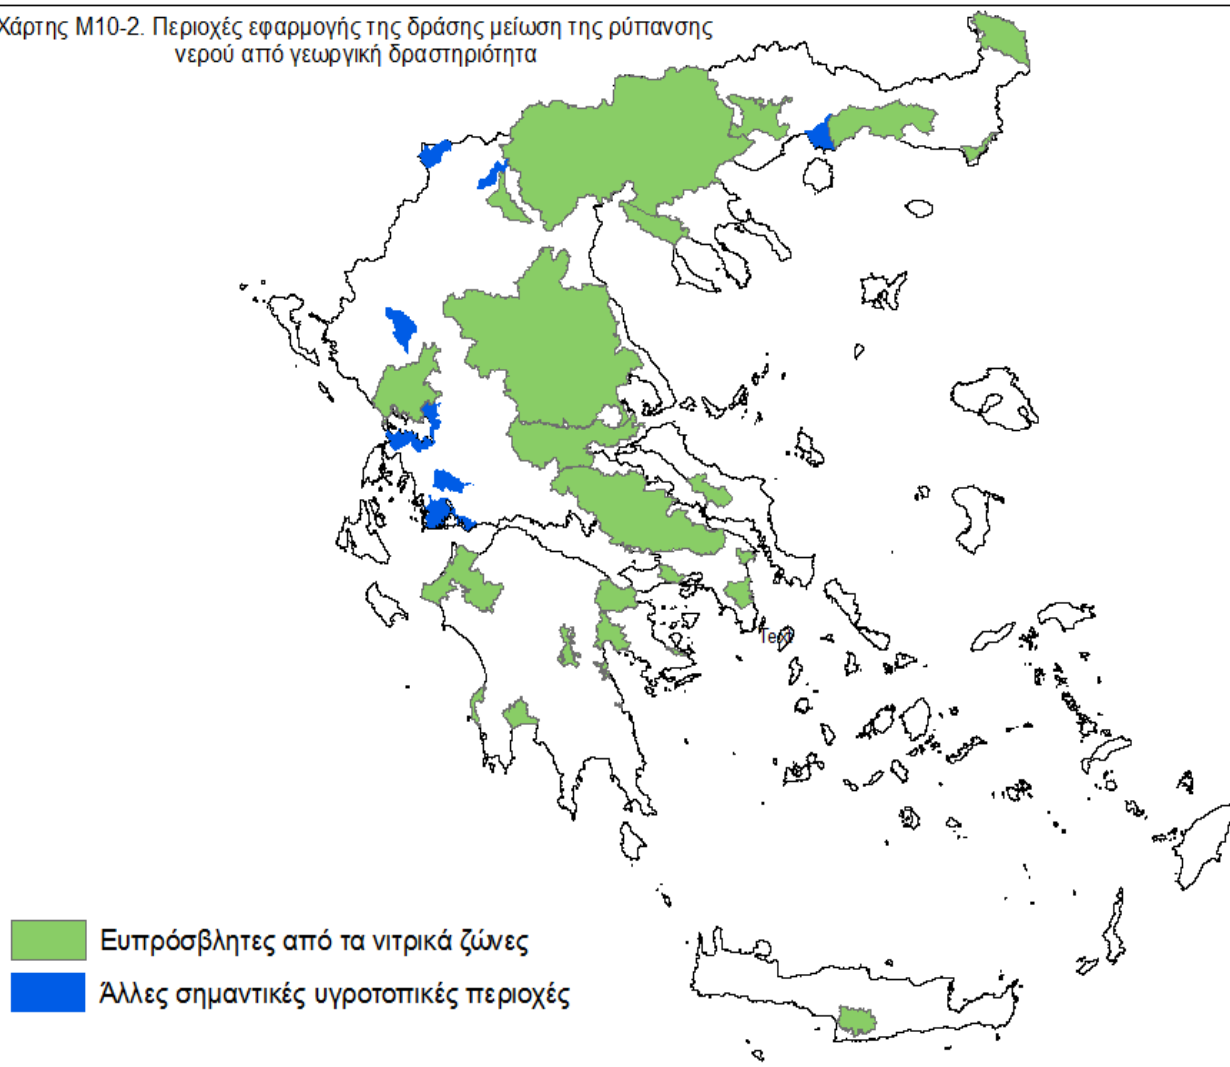 Χάρτης Μ10-2. Περιοχές εφαρμογής της δράσης μείωση της ρύπανσης
νερού από γεωργική δραστηριότητα
Text
Ευπρόσβλητες από τα νιτρικά ζώνες
Άλλες σημαντικές υγροτοπικές περιοχές